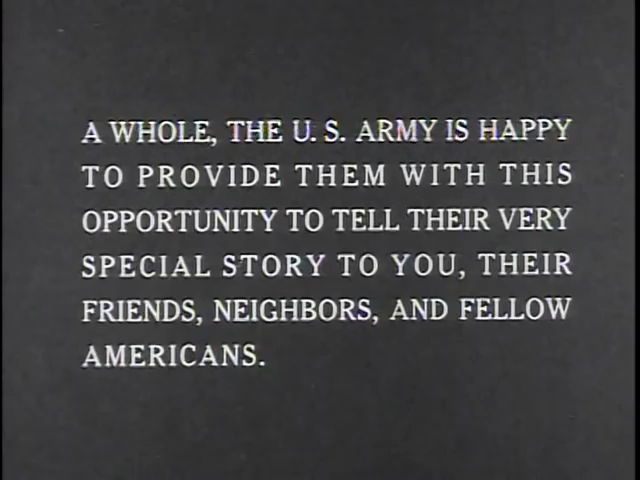 A WHOLE, THE U. S. ARMY IS HAPPY
TO PROVIDE THEM WITH THIS
OPPORTUNITY TO TELL THEIR VERY
SPECIAL STORY TO YOU, THEIR
FRIENDS, NEIGHBORS, AND FELLOW
AMERICANS.